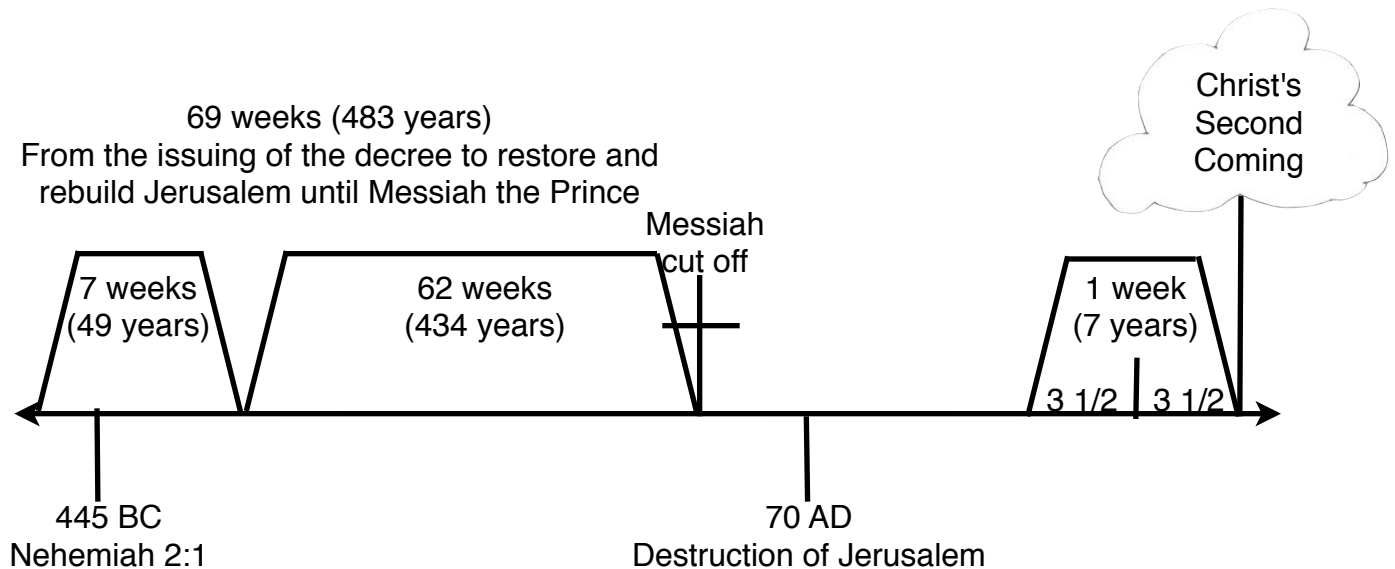 69 weeks (483 years)
From the issuing of the decree to restore and
rebuild Jerusalem until Messiah the Prince
Messiah
cut off
7 weeks
(49 years)
62 weeks
(434 years)
1 week
(7 years)
3 1/2
3 1/2
Christ's
Second
Coming
445 BC
Nehemiah 2:1
70 AD
Destruction of Jerusalem